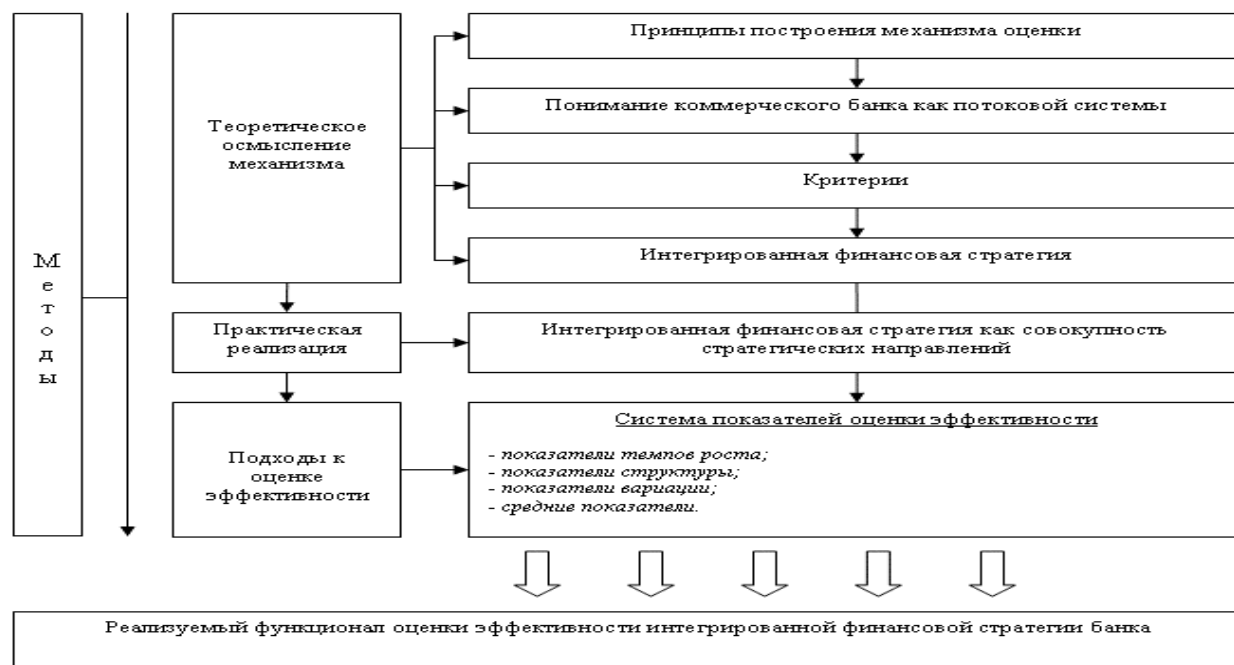 Методы
Теоретическое
осмысление
механизма
Принципы построения механизма оценки
Понимание коммерческого банка как потоковой системы
Критерии
Интегрированная финансовая стратегия
Практическая
реализация
Интегрированная финансовая стратегия как совокупность
стратегических направлений
Подходы к
оценке
эффективности
Система показателей оценки эффективности
- показатели темпов роста;
- показатели структуры;
- показатели вариации;
- средние показатели.
Реализуемый функционал оценки эффективности интегрированной финансовой стратегии банка